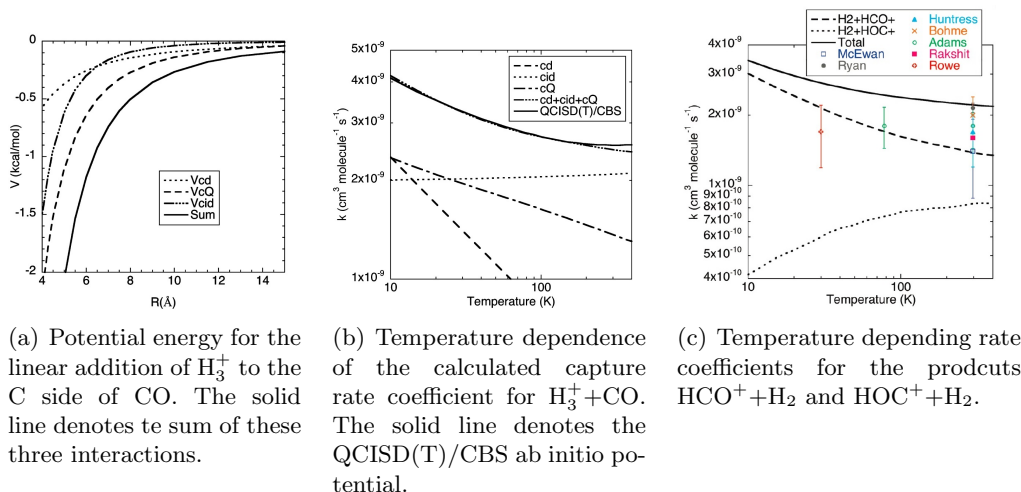 0
-0.5
-1
-1.5
-2
V (kcal/mol)
Vcd
VcQ
Vcid
Sum
4 6 8 10 12 14
R(Å)
5x10-9
4x10-9
3x10-9
2x10-9
1x10-9
k (cm3 molecule-1 s-1)
cd
cid
cQ
cd+cid+cQ
QCISD(T)/CBS
10 100
Temperature (K)
H2+HCO+
H2+HOC+
Total
McEwan
Ryan
Huntress
Bohme
Adams
Rakshit
Rowe
4x10-9
3x10-9
2x10-9
1x10-9
9x10-10
8x10-10
7x10-10
6x10-10
5x10-10
4x10-10
k (cm3 molecule-1 s-1)
10 100
Temperature (K)
(a) Potential energy for the
linear addition of H3+ to the
C side of CO. The solid
line denotes te sum of these
three interactions.
(b) Temperature dependence
of the calculated capture
rate coefficient for H3++CO.
The solid line denotes the
QCISD(T)/CBS ab initio po-
tential.
(c) Temperature depending rate
coefficients for the prodcuts
HCO++H2 and HOC++H2.